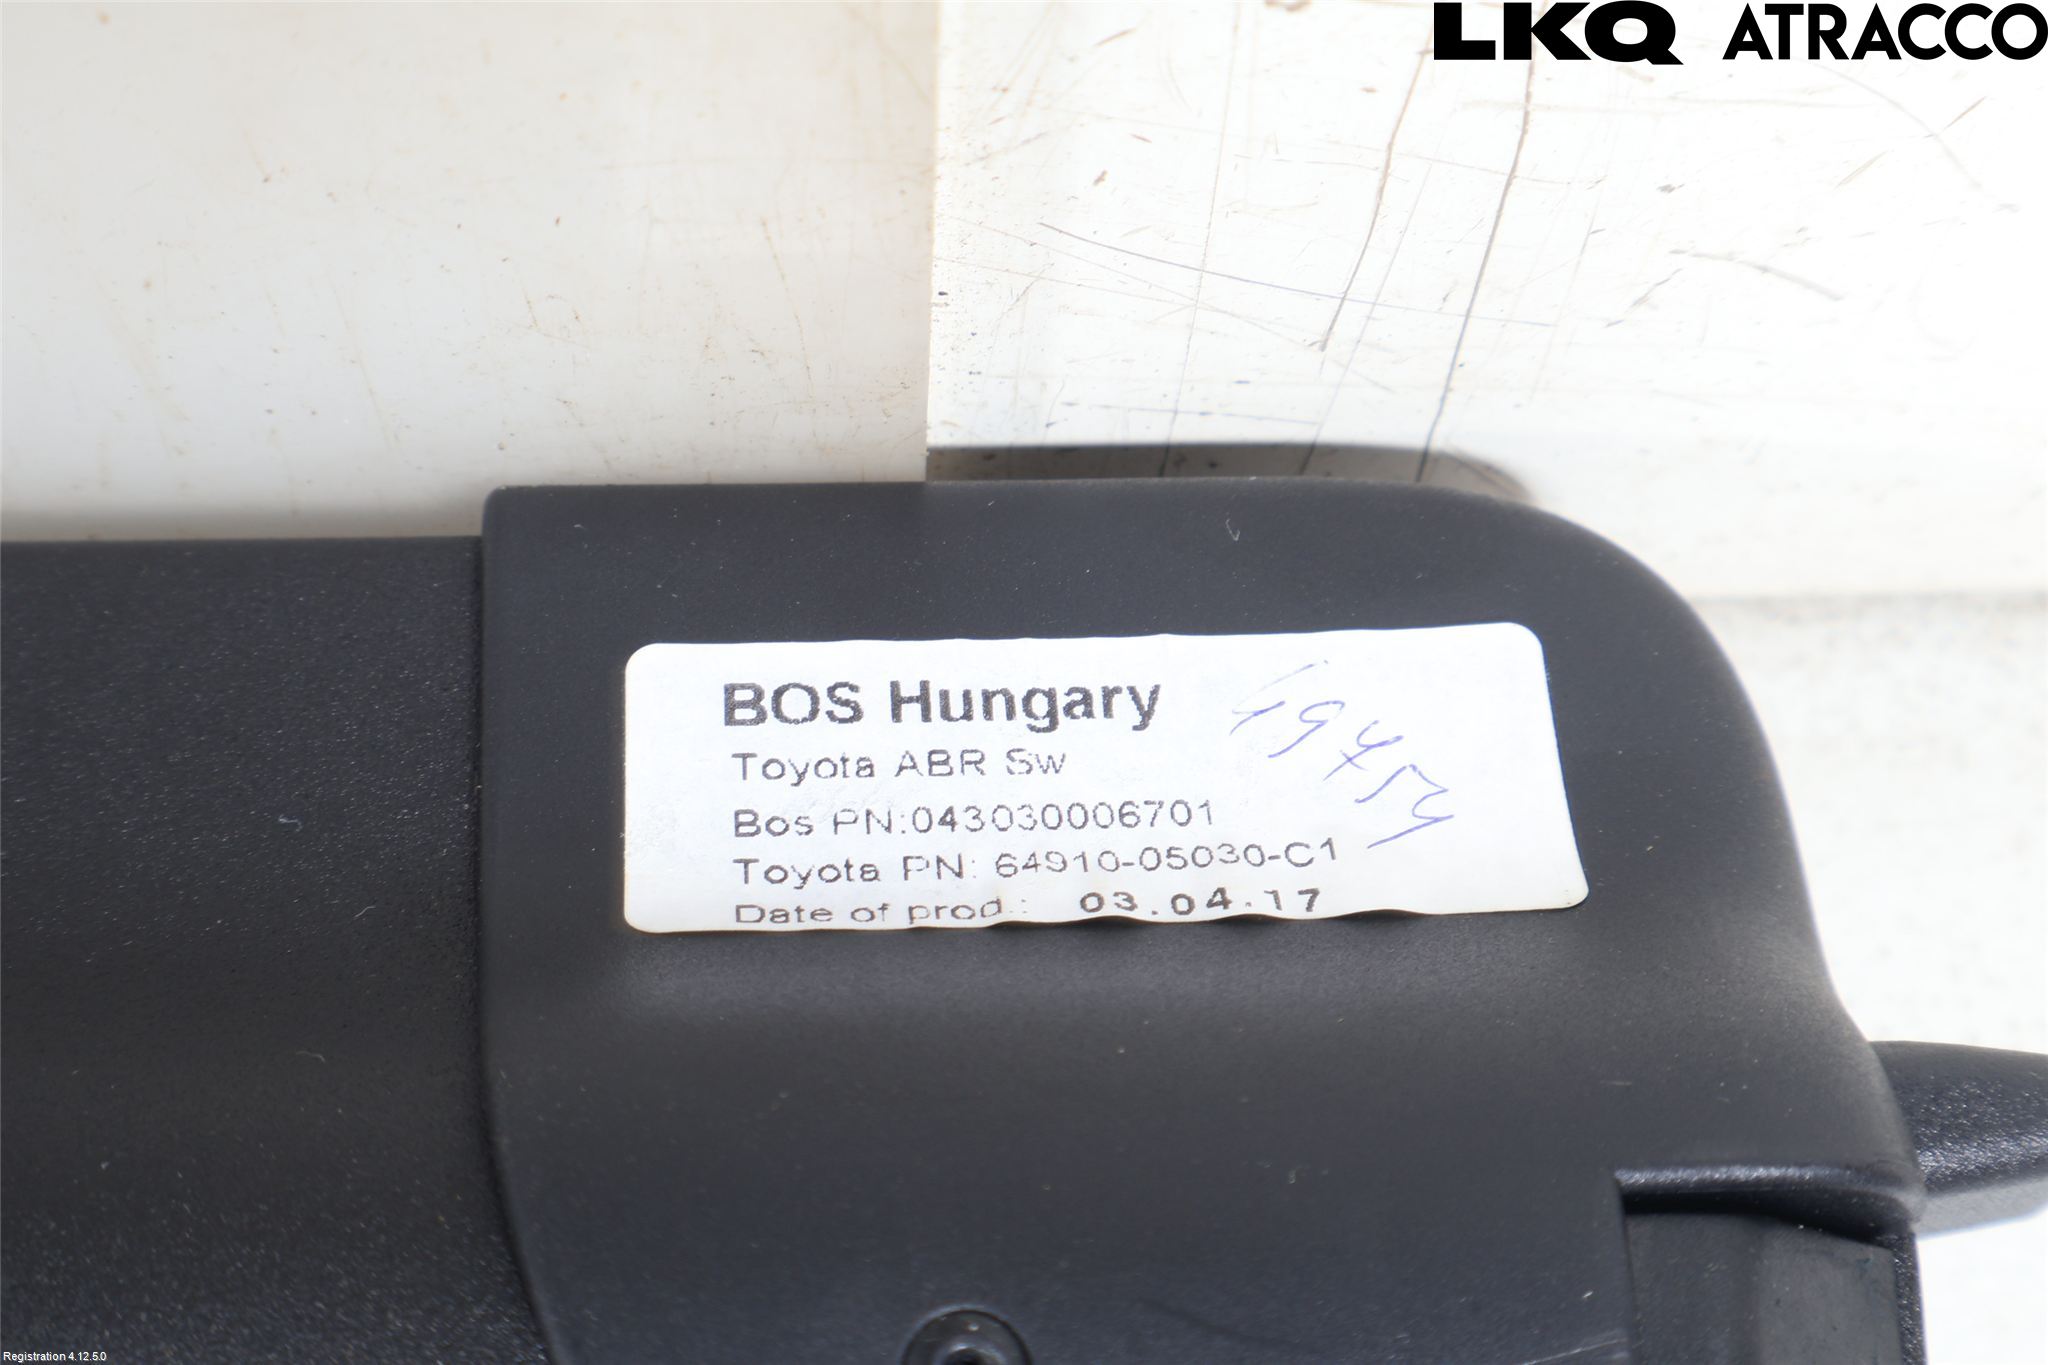 LKQ ATRACCO
BOS Hungary
Toyota ABR Sw
Bos PN:043030006701
Toyota PN: 64910-05030-C1
Date of prod.: 03.04.17
Registration 4.12.5.0